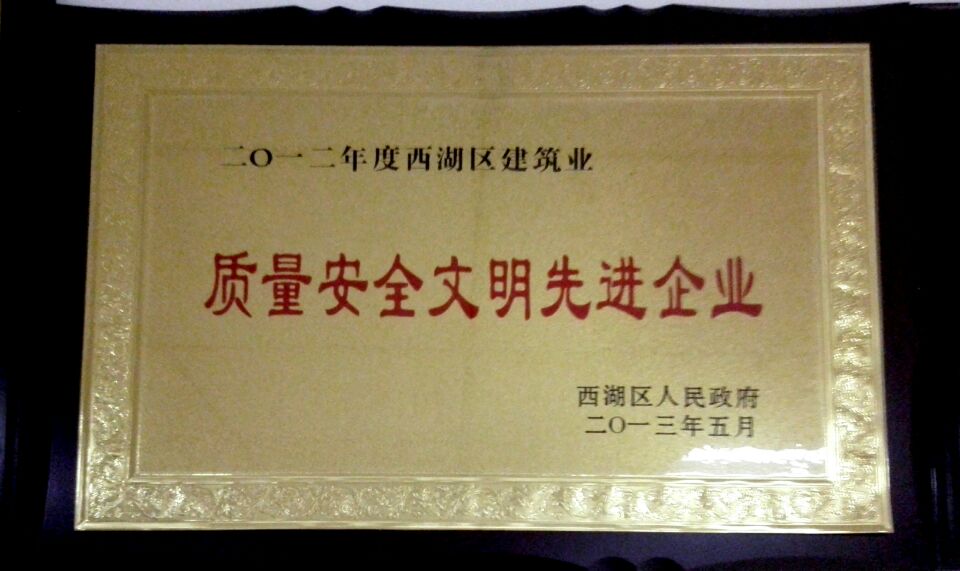 二〇一二年度西湖区建筑业
质量安全文明先进企业
西湖区人民政府
二〇一三年五月